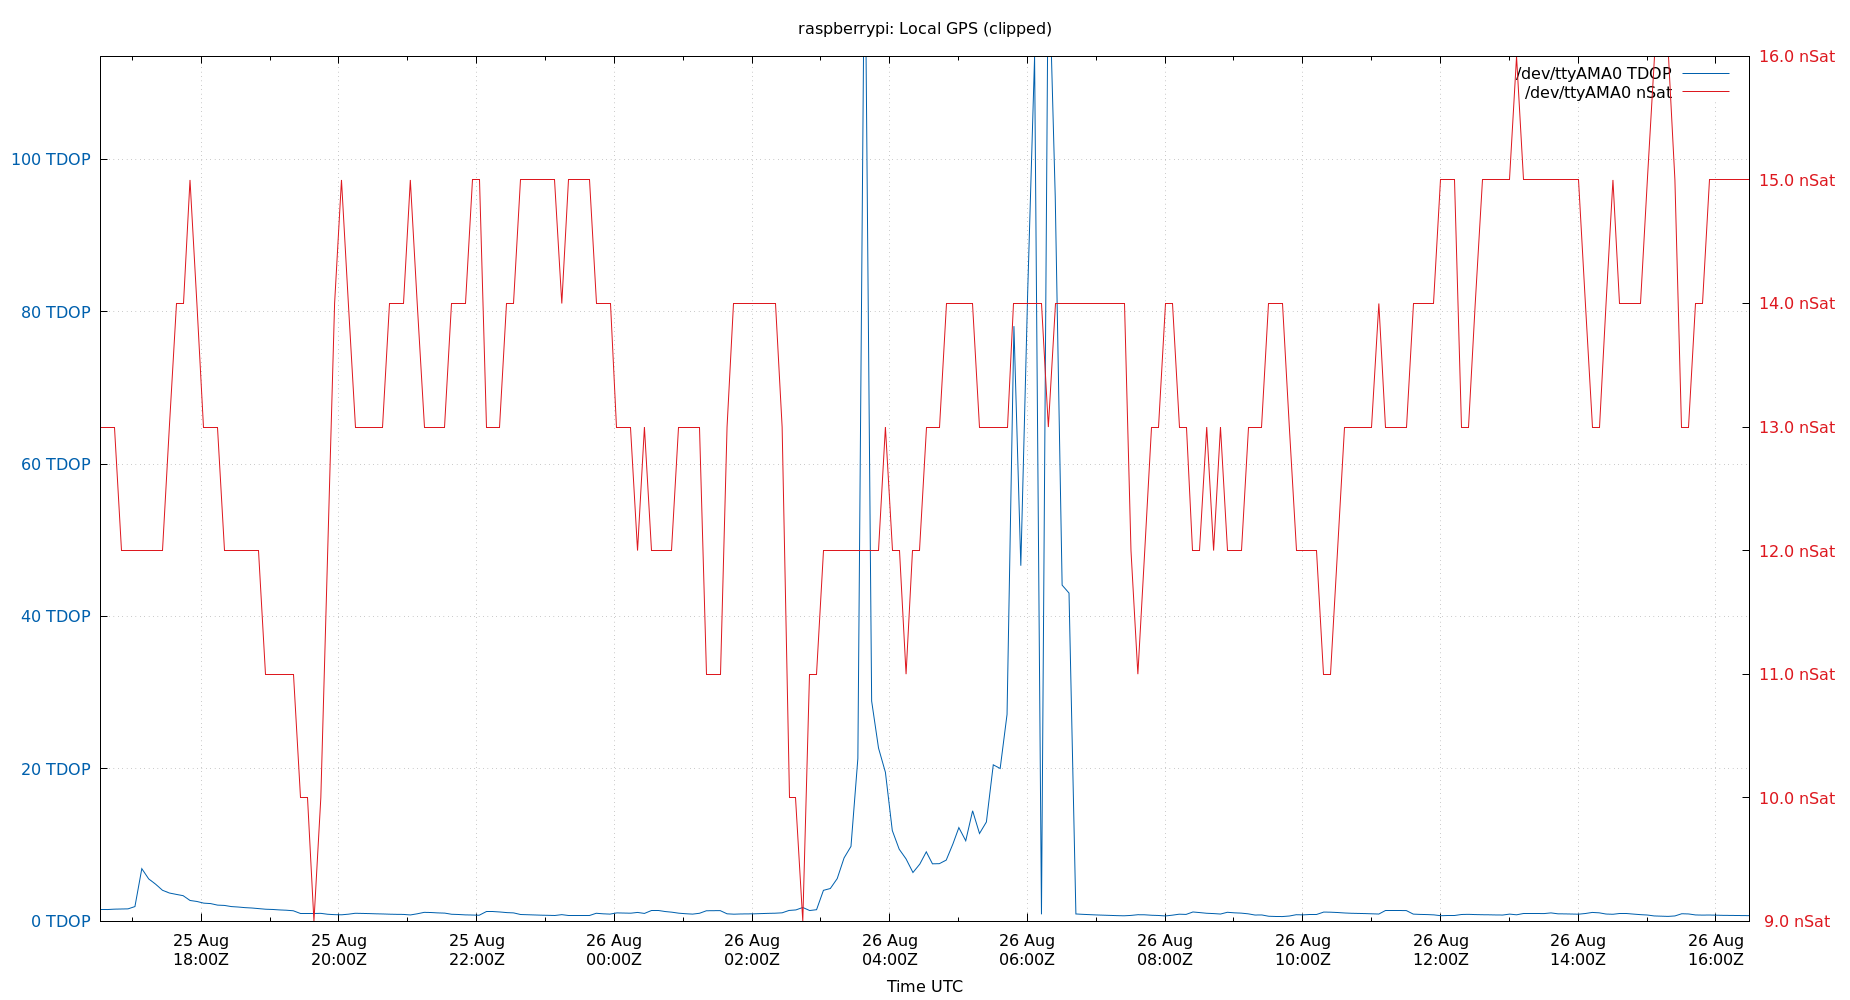 raspberrypi: Local GPS (clipped)
/dev/ttyAMA0 TDOP
/dev/ttyAMA0 nSat
100 TDOP
80 TDOP
60 TDOP
40 TDOP
20 TDOP
0 TDOP
16.0 nSat
15.0 nSat
14.0 nSat
13.0 nSat
12.0 nSat
11.0 nSat
10.0 nSat
9.0 nSat
25 Aug
18:00Z
25 Aug
20:00Z
25 Aug
22:00Z
26 Aug
00:00Z
26 Aug
02:00Z
26 Aug
04:00Z
26 Aug
06:00Z
26 Aug
08:00Z
26 Aug
10:00Z
26 Aug
12:00Z
26 Aug
14:00Z
26 Aug
16:00Z
Time UTC